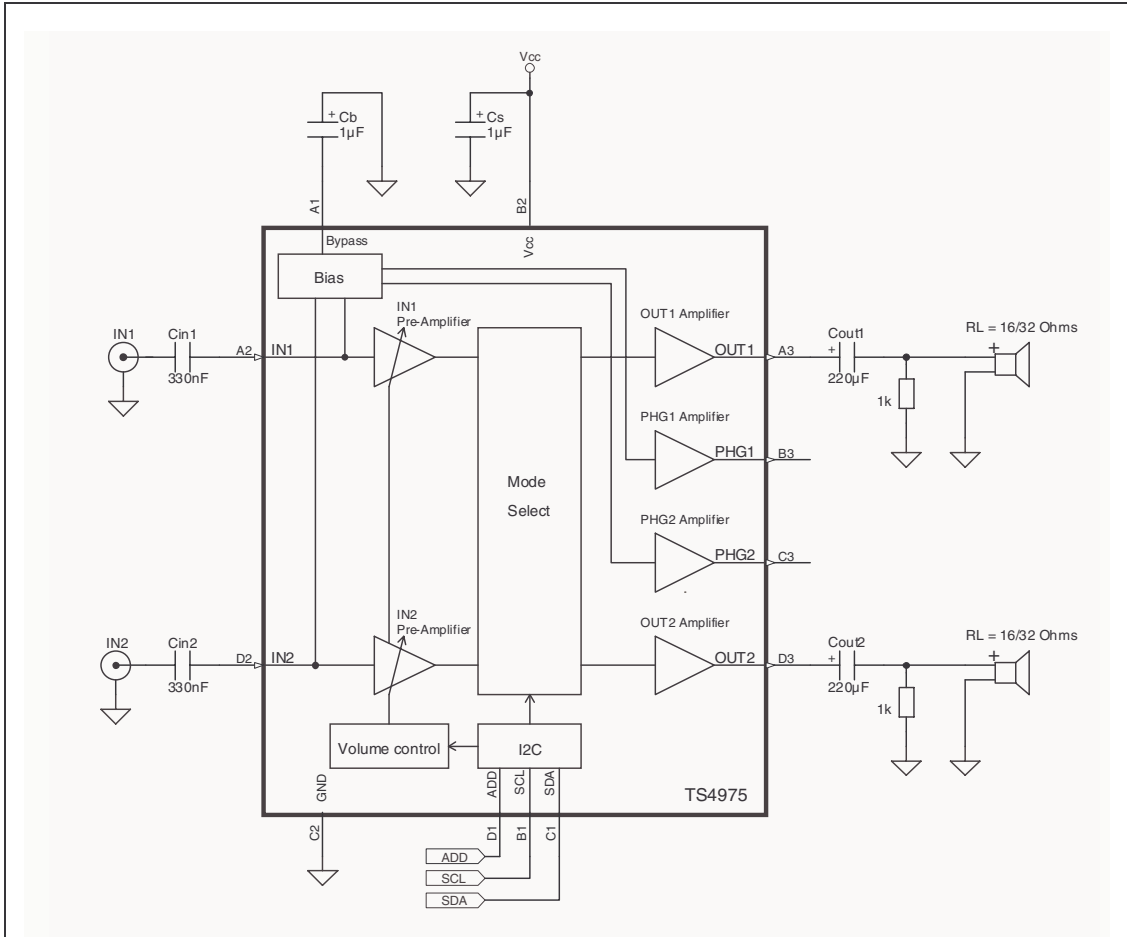 Vcc
+ Cb
1µF
+ Cs
1µF
A1
B2
Bypass
Vcc
Bias
IN1
Pre-Amplifier
OUT1 Amplifier
IN1
Cin1
330nF
A2
IN1
OUT1
A3
Cout1
+
220µF
1k
RL = 16/32 Ohms
+
PHG1 Amplifier
PHG1
B3
Mode
Select
PHG2 Amplifier
PHG2
C3
IN2
Pre-Amplifier
OUT2 Amplifier
IN2
Cin2
330nF
D2
IN2
OUT2
D3
Cout2
+
220µF
1k
RL = 16/32 Ohms
+
Volume control
I2C
GND
ADD
SCL
SDA
TS4975
C2
D1
B1
C1
ADD
SCL
SDA